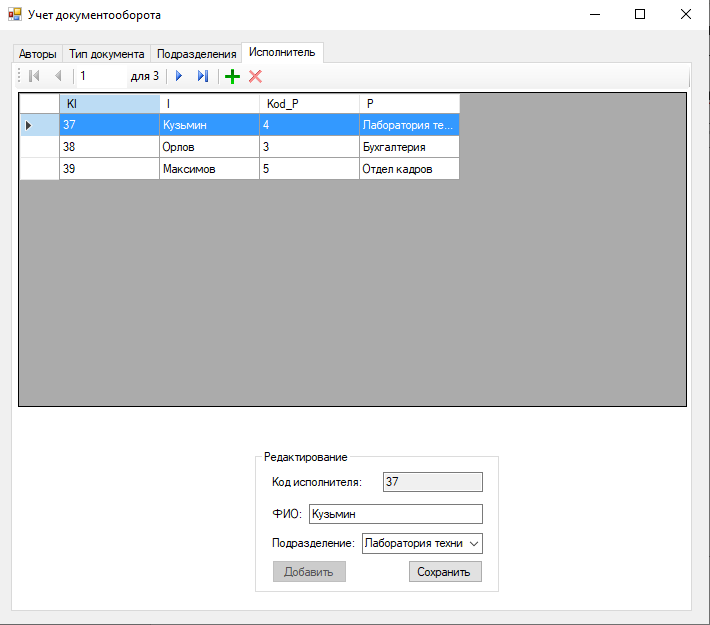 Учет документооборота
Авторы Тип документа Подразделения Исполнитель
1 для 3
KI I Kod_P P
37 Кузьмин 4 Лаборатория те...
38 Орлов 3 Бухгалтерия
39 Максимов 5 Отдел кадров
Редактирование
Код исполнителя: 37
ФИО: Кузьмин
Подразделение: Лаборатория техни
Добавить Сохранить